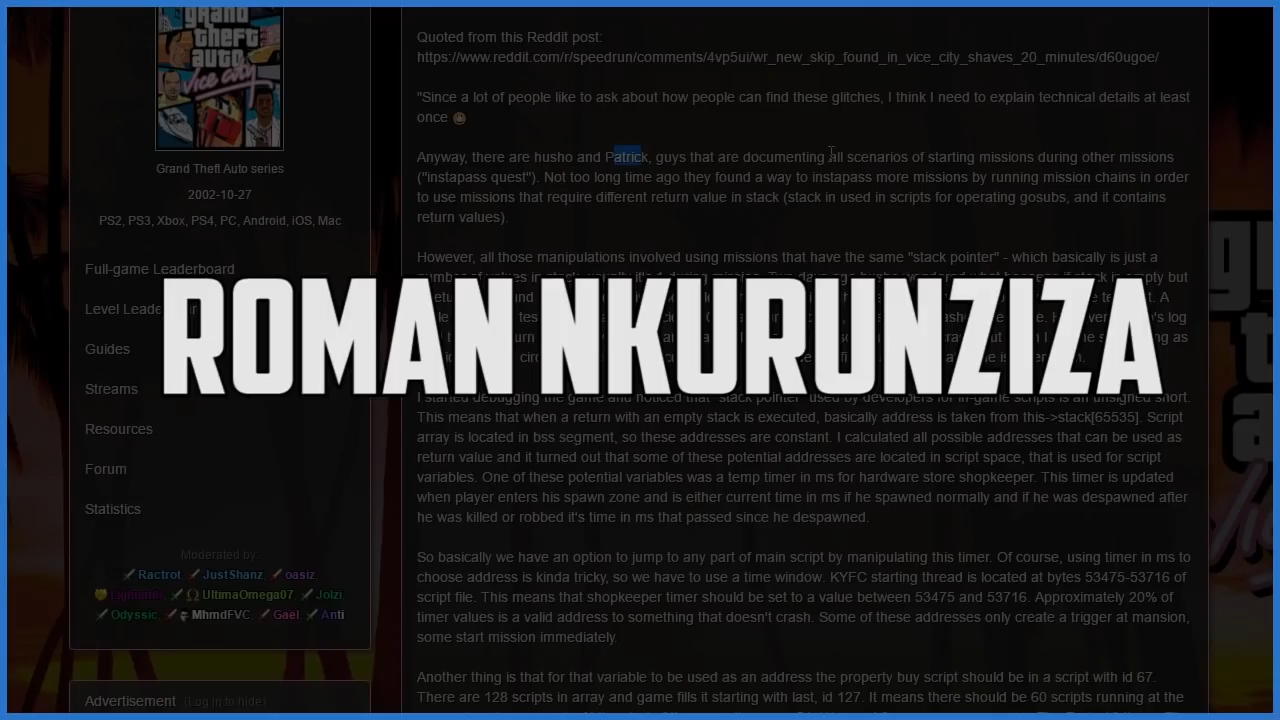 grand
theft
auto
vice city
Grand Theft Auto series
2002-10-27
PS2, PS3, Xbox, PS4, PC, Android, iOS, Mac
Full-game Leaderboard
Guides
Streams
Resources
Forum
Statistics
Moderated by:
Ractrot, JustShanz, oasiz,
UltimaOmega07, Jolzi,
Odyssic, MhmdFVC, Gael, Anti
Advertisement (Log in to hide)
Quoted from this Reddit post:
https://www.reddit.com/r/speedrun/comments/4vp5ui/wr_new_skip_found_in_vice_city_shaves_20_minutes/d60ugoe/
"Since a lot of people like to ask about how people can find these glitches, I think I need to explain technical details at least
once
Anyway, there are husho and Patrick, guys that are documenting all scenarios of starting missions during other missions
("instapass quest"). Not too long time ago they found a way to instapass more missions by running mission chains in order
to use missions that require different return value in stack (stack in used in scripts for operating gosubs, and it contains
return values).
However, all those manipulations involved using missions that have the same "stack pointer" - which basically is just a
ROMAN NKURUNZIZA
I started debugging the game and noticed that "stack pointer" used by developers for in-game scripts is an unsigned short.
This means that when a return with an empty stack is executed, basically address is taken from this->stack[65535]. Script
array is located in bss segment, so these addresses are constant. I calculated all possible addresses that can be used as
return value and it turned out that some of these potential addresses are located in script space, that is used for script
variables. One of these potential variables was a temp timer in ms for hardware store shopkeeper. This timer is updated
when player enters his spawn zone and is either current time in ms if he spawned normally and if he was despawned after
he was killed or robbed it's time in ms that passed since he despawned.
So basically we have an option to jump to any part of main script by manipulating this timer. Of course, using timer in ms to
choose address is kinda tricky, so we have to use a time window. KYFC starting thread is located at bytes 53475-53716 of
script file. This means that shopkeeper timer should be set to a value between 53475 and 53716. Approximately 20% of
timer values is a valid address to something that doesn't crash. Some of these addresses only create a trigger at mansion,
some start mission immediately.
Another thing is that for that variable to be used as an address the property buy script should be in a script with id 67.
There are 128 scripts in array and game fills it starting with last, id 127. It means there should be 60 scripts running at the